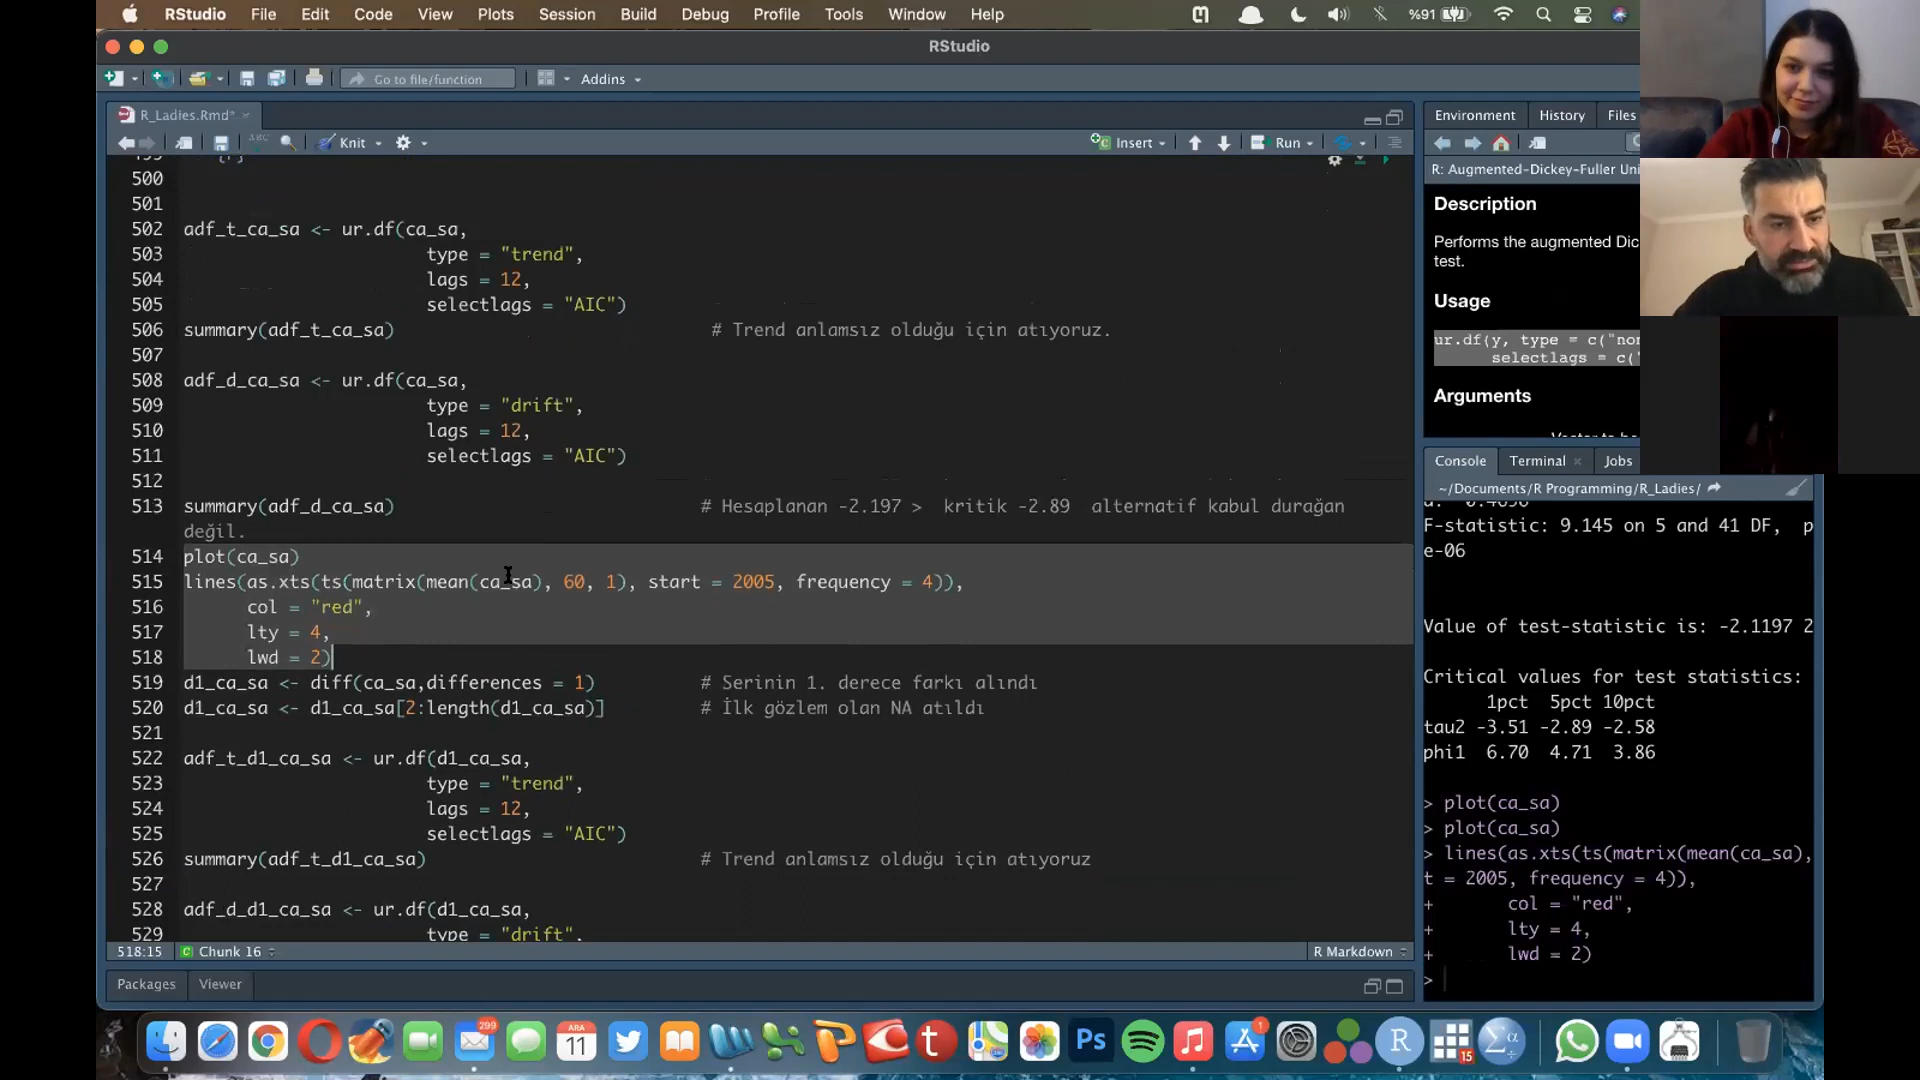 RStudio File Edit Code View Plots Session Build Debug Profile Tools Window Help %91
RStudio
Go to file/function Addins
R_Ladies.Rmd*
Knit Insert Run
500
501
502 adf_t_ca_sa <- ur.df(ca_sa,
503 type = "trend",
504 lags = 12,
505 selectlags = "AIC")
506 summary(adf_t_ca_sa) # Trend anlamsız olduğu için atıyoruz.
507
508 adf_d_ca_sa <- ur.df(ca_sa,
509 type = "drift",
510 lags = 12,
511 selectlags = "AIC")
512
513 summary(adf_d_ca_sa) # Hesaplanan -2.197 > kritik -2.89 alternatif kabul durağan
değil.
514 plot(ca_sa)
515 lines(as.xts(ts(matrix(mean(ca_sa), 60, 1), start = 2005, frequency = 4)),
516 col = "red",
517 lty = 4,
518 lwd = 2)
519 d1_ca_sa <- diff(ca_sa,differences = 1) # Serinin 1. derece farkı alındı
520 d1_ca_sa <- d1_ca_sa[2:length(d1_ca_sa)] # İlk gözlem olan NA atıldı
521
522 adf_t_d1_ca_sa <- ur.df(d1_ca_sa,
523 type = "trend",
524 lags = 12,
525 selectlags = "AIC")
526 summary(adf_t_d1_ca_sa) # Trend anlamsız olduğu için atıyoruz
527
528 adf_d_d1_ca_sa <- ur.df(d1_ca_sa,
529 type = "drift",
518:15 Chunk 16 R Markdown
Packages Viewer
Environment History Files
R: Augmented-Dickey-Fuller Uni
Description
Performs the augmented Dic
test.
Usage
ur.df(y, type = c("non
selectlags = c("
Arguments
Console Terminal Jobs
~/Documents/R Programming/R_Ladies/
F-statistic: 9.145 on 5 and 41 DF, p
e-06
Value of test-statistic is: -2.1197 2
Critical values for test statistics:
1pct 5pct 10pct
tau2 -3.51 -2.89 -2.58
phi1 6.70 4.71 3.86
> plot(ca_sa)
> plot(ca_sa)
> lines(as.xts(ts(matrix(mean(ca_sa),
t = 2005, frequency = 4)),
+ col = "red",
+ lty = 4,
+ lwd = 2)
>
299
ARA
11
Ps
1
R
15
Σα